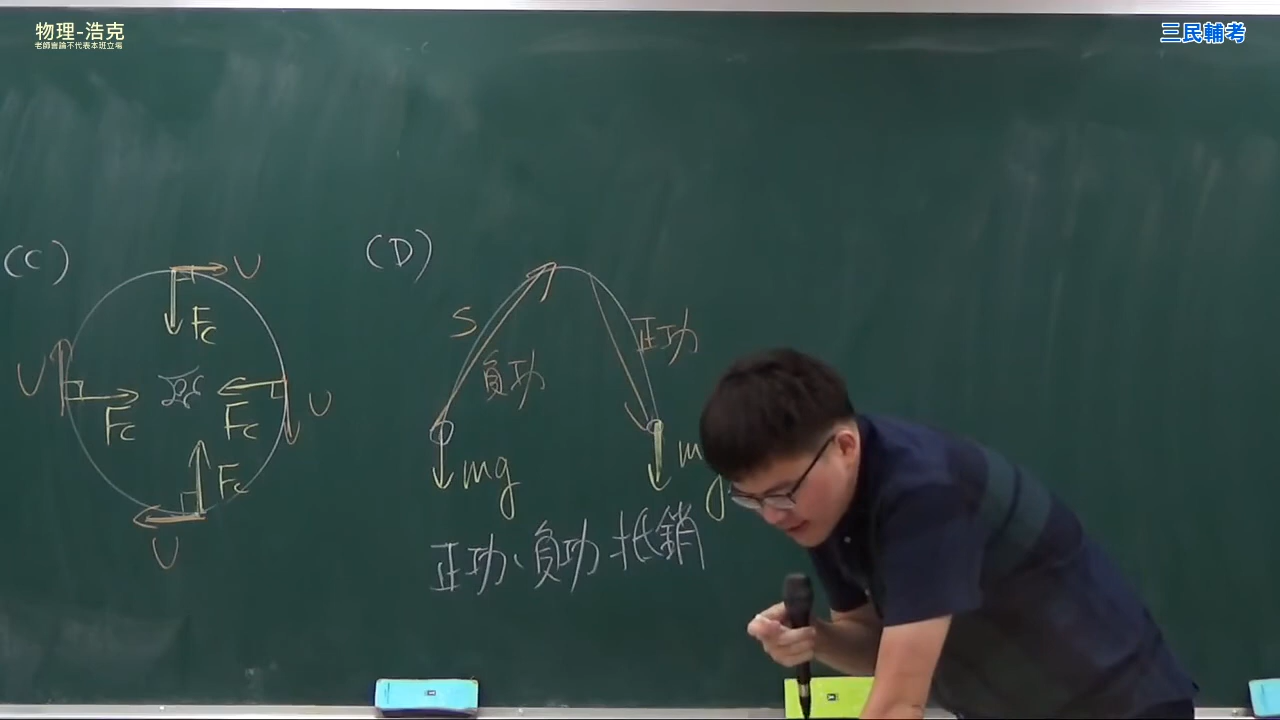 物理-浩克
老師言論不代表本班立場
三民輔考
(C)
U
Fc
U
Fc
Fc
U
Fc
U
(D)
S
負功
正功
mg
mg
正功、負功抵銷